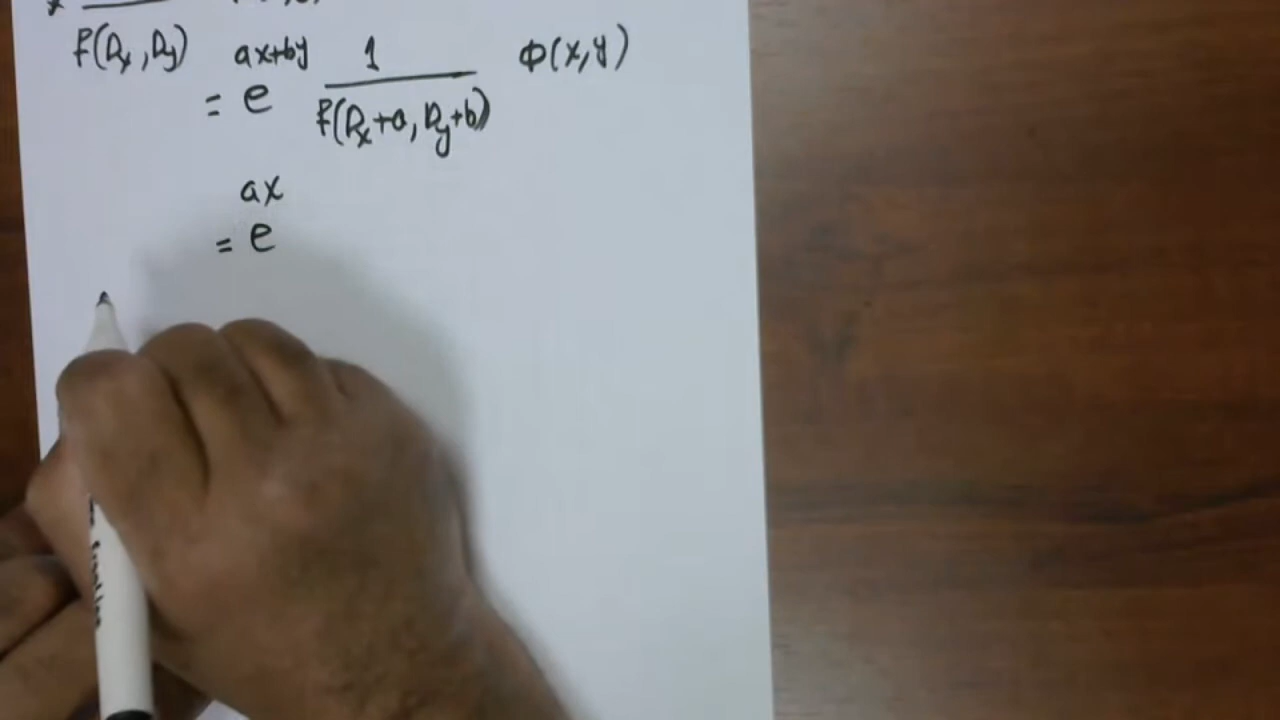 F(Dx, Dy)
= e^{ax+by} 1/F(Dx+a, Dy+b) Φ(x, y)
= e^{ax}